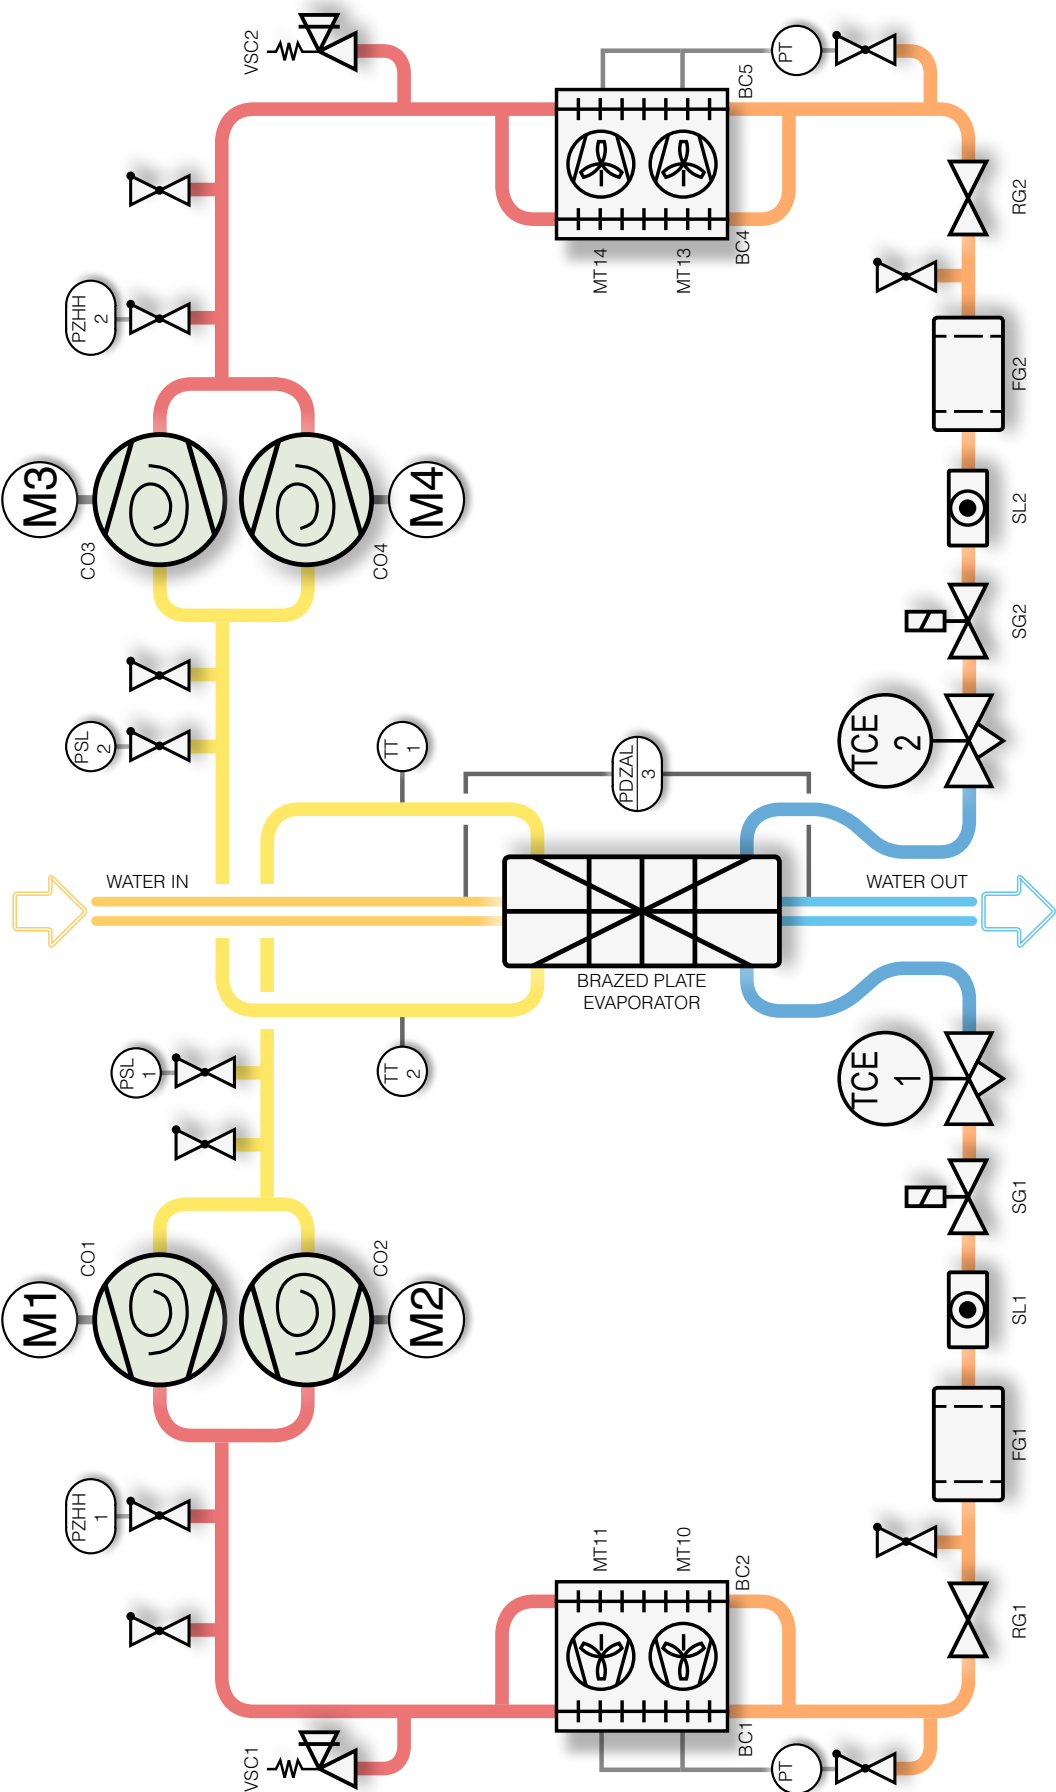 VSC2
PT
BC5
RG2
MT14
MT13
BC4
PZHH
2
FG2
M3
M4
CO3
CO4
SL2
SG2
PSL
2
TT
1
PDZAL
3
TCE
2
WATER IN
WATER OUT
BRAZED PLATE
EVAPORATOR
PSL
1
TT
2
TCE
1
SG1
CO1
CO2
M1
M2
SL1
FG1
PZHH
1
MT11
MT10
BC2
RG1
VSC1
BC1
PT